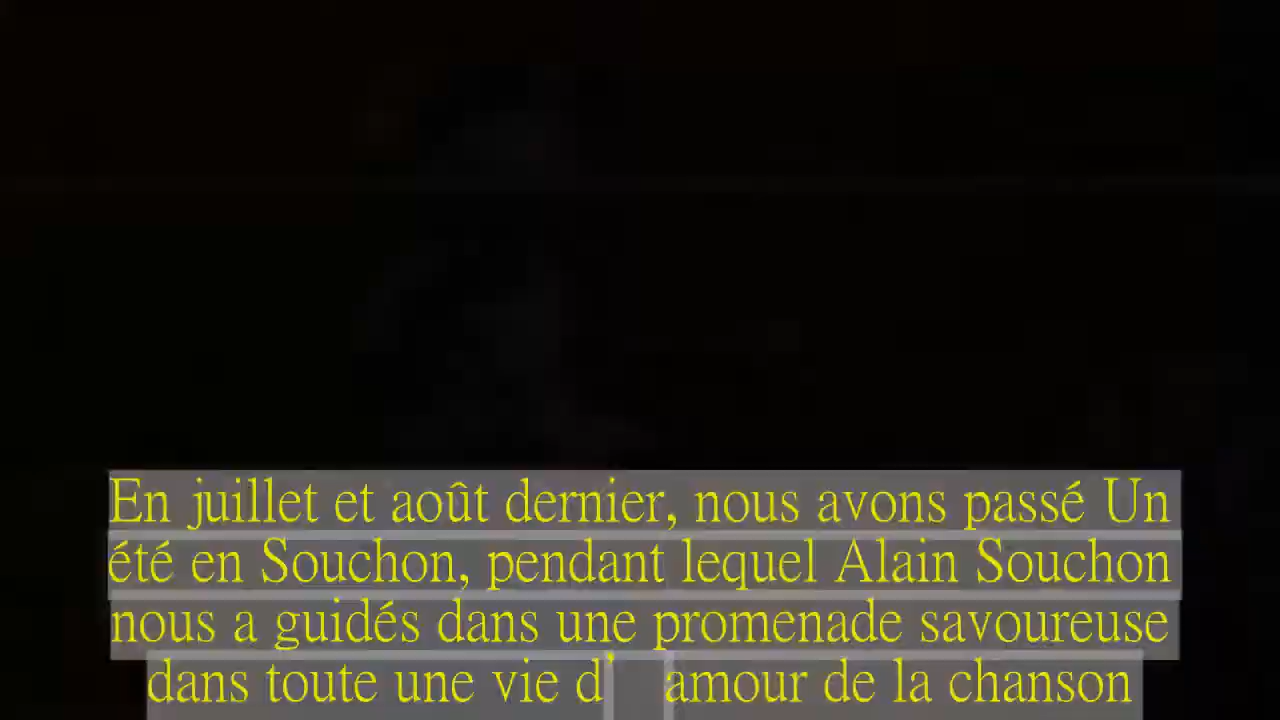 En juillet et août dernier, nous avons passé Un
été en Souchon, pendant lequel Alain Souchon
nous a guidés dans une promenade savoureuse
dans toute une vie d’ amour de la chanson